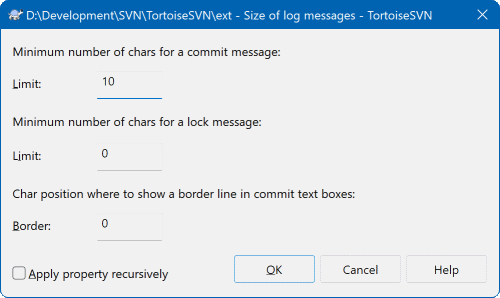 D:\Development\SVN\TortoiseSVN\ext - Size of log messages - TortoiseSVN
Minimum number of chars for a commit message:
Limit: 10
Minimum number of chars for a lock message:
Limit: 0
Char position where to show a border line in commit text boxes:
Border: 0
Apply property recursively
OK Cancel Help